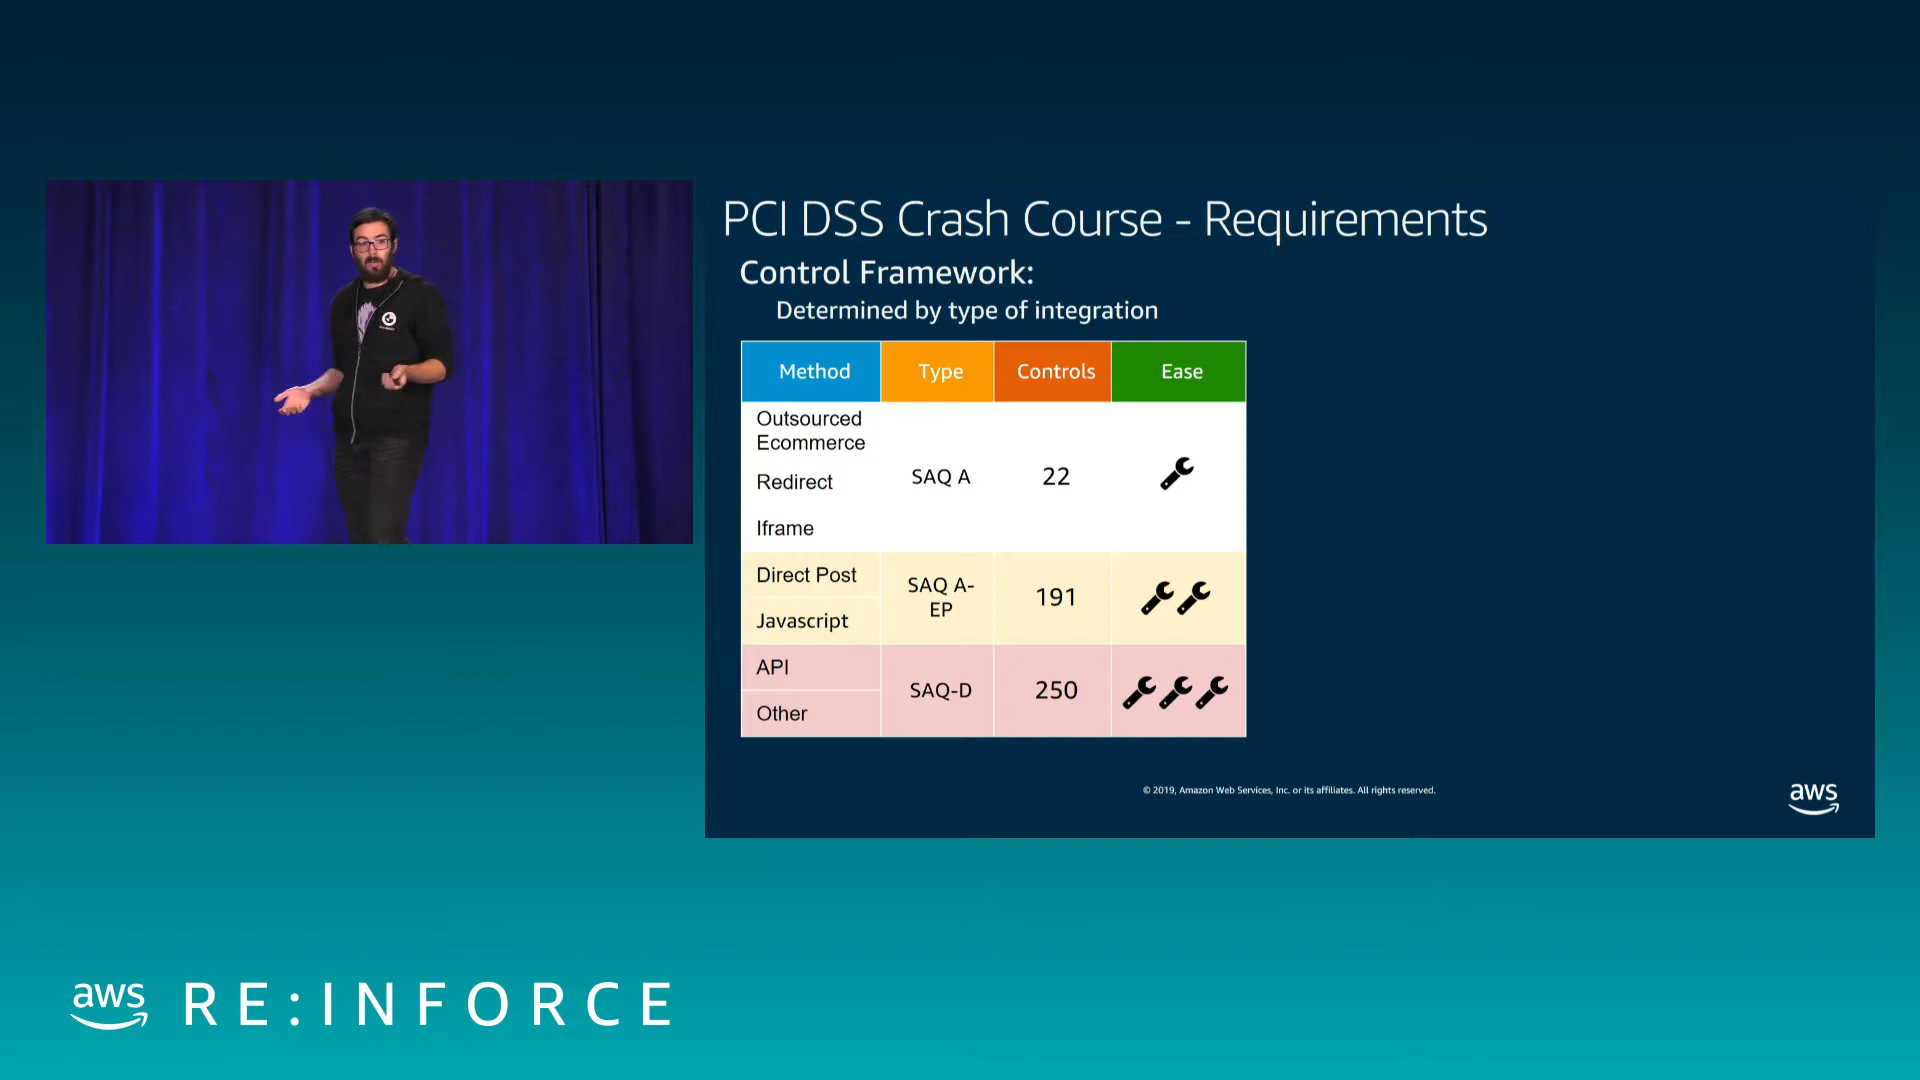 PCI DSS Crash Course - Requirements
Control Framework:
Determined by type of integration
Method Type Controls Ease
Outsourced
Ecommerce
Redirect
Iframe
SAQ A
22
Direct Post
Javascript
SAQ A-
EP
191
API
Other
SAQ-D
250
© 2019, Amazon Web Services, Inc. or its affiliates. All rights reserved.
aws
aws RE:INFORCE